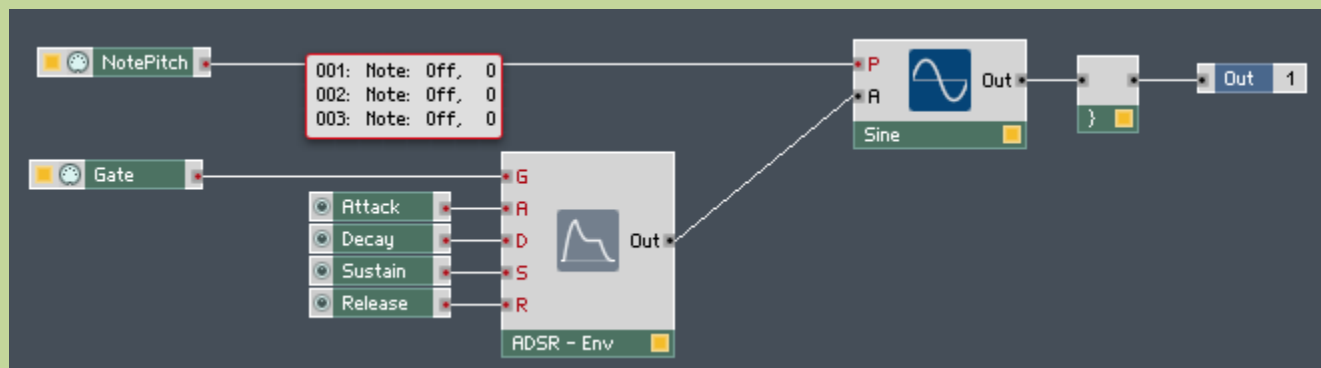 NotePitch
001: Note: Off, 0
002: Note: Off, 0
003: Note: Off, 0
P
A
Out
Sine
}
Out 1
Gate
G
Attack A
Decay D
Sustain S
Release R
Out
ADSR - Env